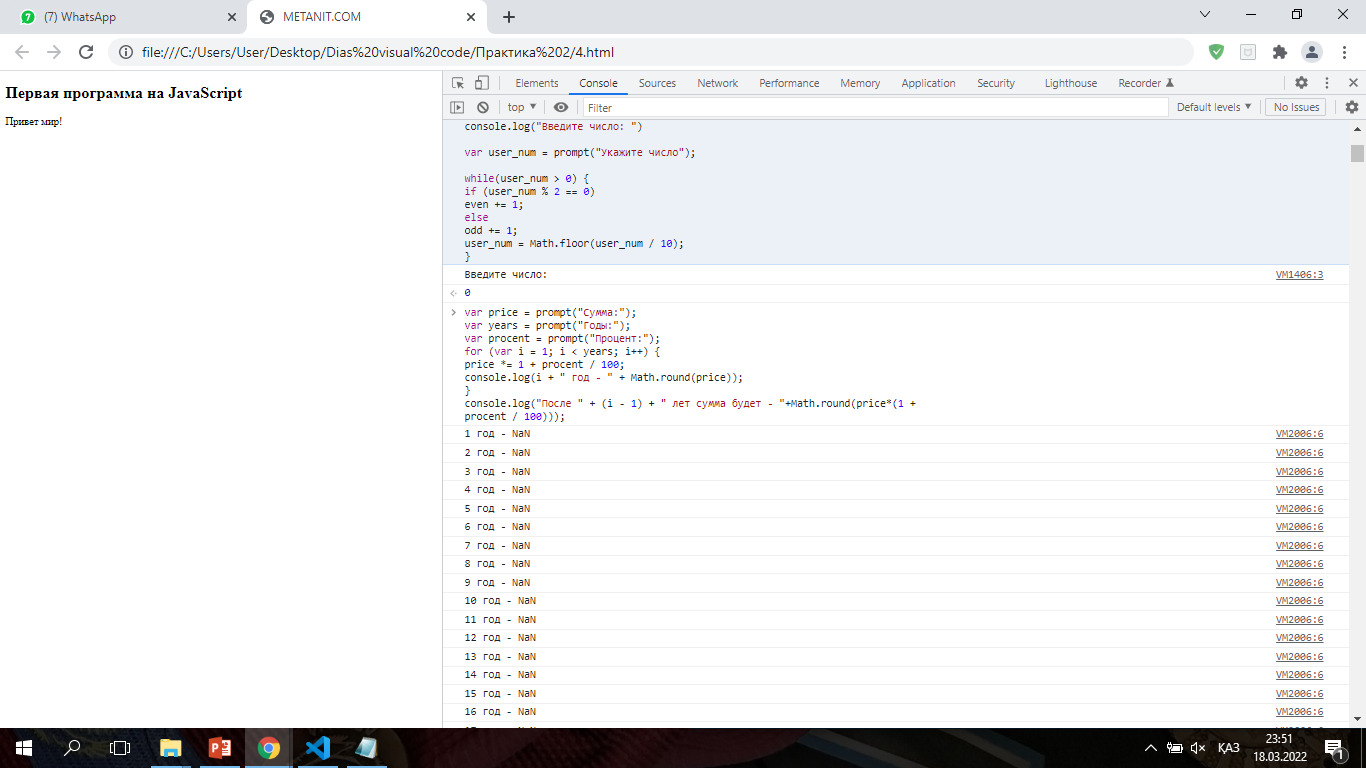 (7) WhatsApp
METANIT.COM
file:///C:/Users/User/Desktop/Dias%20visual%20code/Практика%202/4.html
Первая программа на JavaScript
Привет мир!
Elements Console Sources Network Performance Memory Application Security Lighthouse Recorder
top Filter Default levels No Issues
console.log("Введите число: ")
var user_num = prompt("Укажите число");
while(user_num > 0) {
if (user_num % 2 == 0)
even += 1;
else
odd += 1;
user_num = Math.floor(user_num / 10);
}
Введите число: VM1406:3
0
var price = prompt("Сумма:");
var years = prompt("Годы:");
var procent = prompt("Процент:");
for (var i = 1; i < years; i++) {
price *= 1 + procent / 100;
console.log(i + " год - " + Math.round(price));
}
console.log("После " + (i - 1) + " лет сумма будет - "+Math.round(price*(1 +
procent / 100)));
1 год - NaN VM2006:6
2 год - NaN VM2006:6
3 год - NaN VM2006:6
4 год - NaN VM2006:6
5 год - NaN VM2006:6
6 год - NaN VM2006:6
7 год - NaN VM2006:6
8 год - NaN VM2006:6
9 год - NaN VM2006:6
10 год - NaN VM2006:6
11 год - NaN VM2006:6
12 год - NaN VM2006:6
13 год - NaN VM2006:6
14 год - NaN VM2006:6
15 год - NaN VM2006:6
16 год - NaN VM2006:6
ҚАЗ
23:51
18.03.2022
1